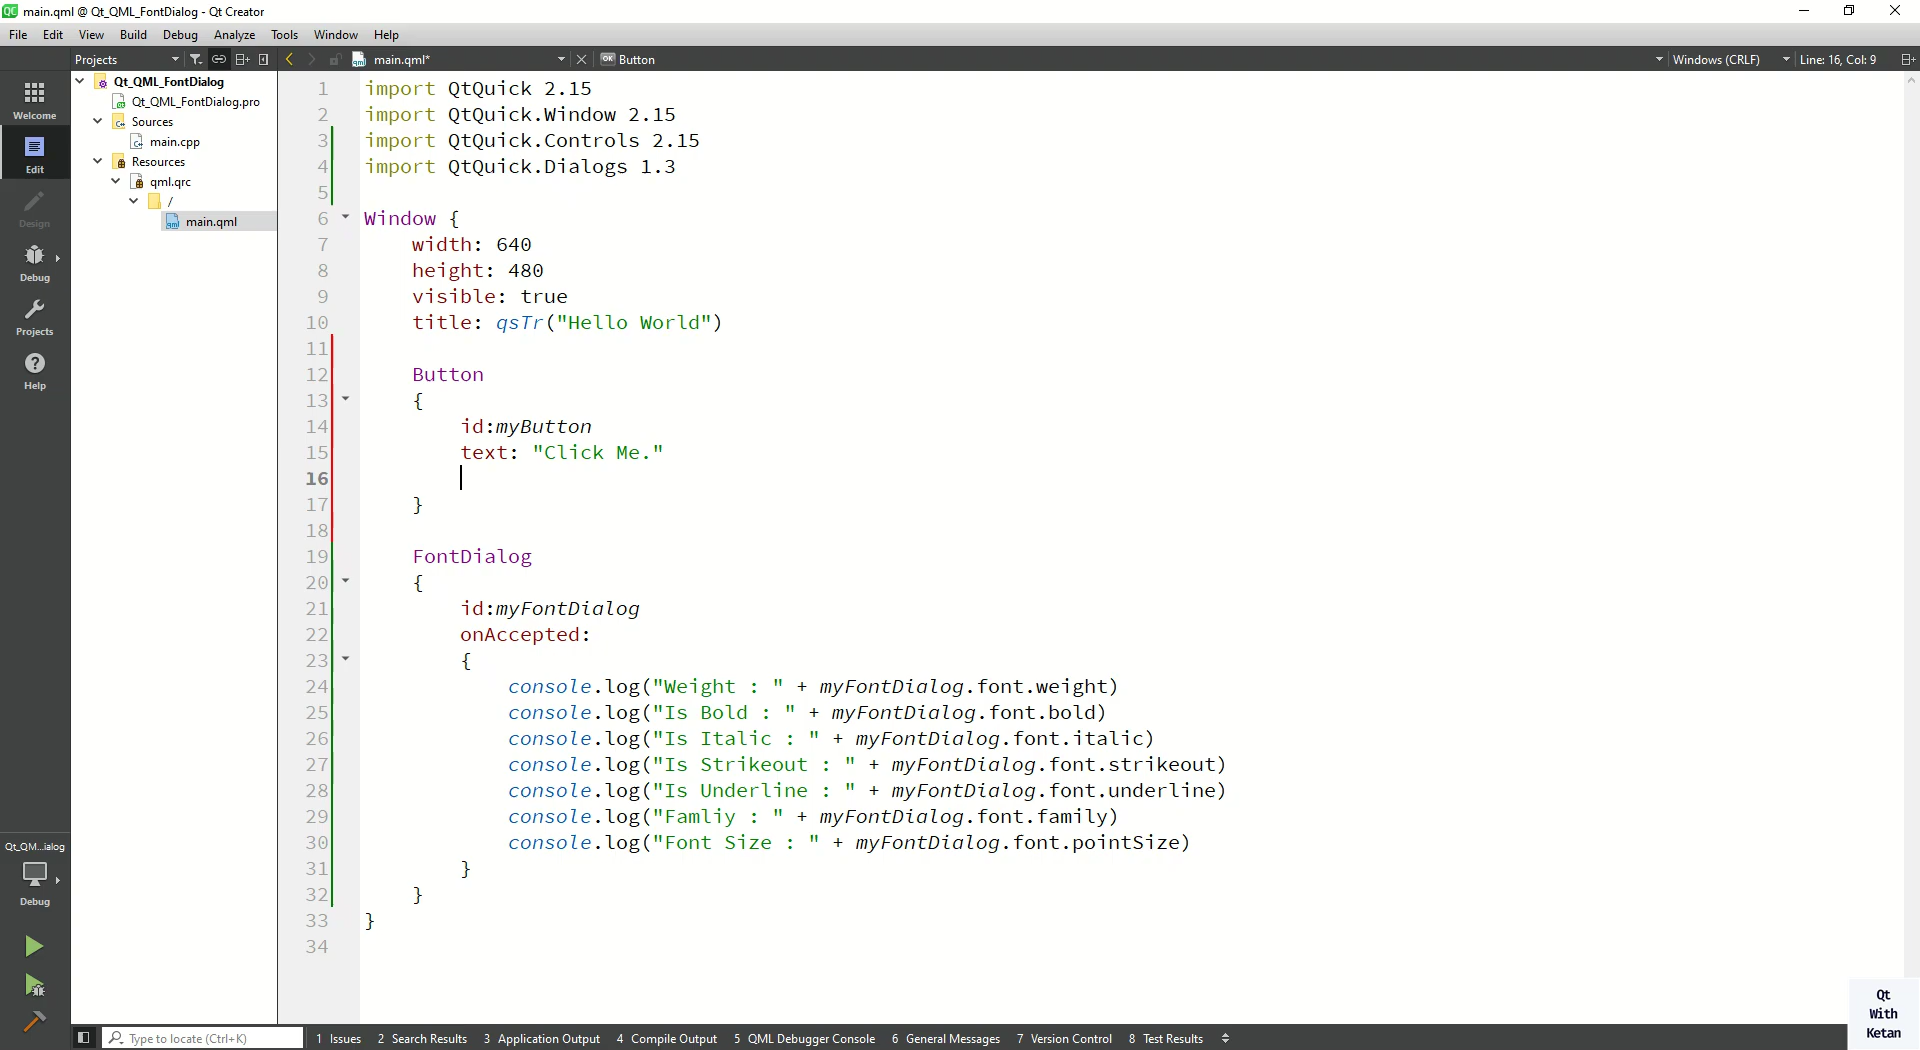 main.qml @ Qt_QML_FontDialog - Qt Creator
File Edit View Build Debug Analyze Tools Window Help
Projects main.qml* Button Windows (CRLF) Line: 16, Col: 9
Welcome
Edit
Design
Debug
Projects
Help
Qt_QM...ialog
Debug
Qt_QML_FontDialog
Qt_QML_FontDialog.pro
Sources
main.cpp
Resources
qml.qrc
/
main.qml
1 import QtQuick 2.15
2 import QtQuick.Window 2.15
3 import QtQuick.Controls 2.15
4 import QtQuick.Dialogs 1.3
5
6 Window {
7 width: 640
8 height: 480
9 visible: true
10 title: qsTr("Hello World")
11
12 Button
13 {
14 id:myButton
15 text: "Click Me."
16
17 }
18
19 FontDialog
20 {
21 id:myFontDialog
22 onAccepted:
23 {
24 console.log("Weight : " + myFontDialog.font.weight)
25 console.log("Is Bold : " + myFontDialog.font.bold)
26 console.log("Is Italic : " + myFontDialog.font.italic)
27 console.log("Is Strikeout : " + myFontDialog.font.strikeout)
28 console.log("Is Underline : " + myFontDialog.font.underline)
29 console.log("Famliy : " + myFontDialog.font.family)
30 console.log("Font Size : " + myFontDialog.font.pointSize)
31 }
32 }
33 }
34
Qt
With
Ketan
Type to locate (Ctrl+K) 1 Issues 2 Search Results 3 Application Output 4 Compile Output 5 QML Debugger Console 6 General Messages 7 Version Control 8 Test Results